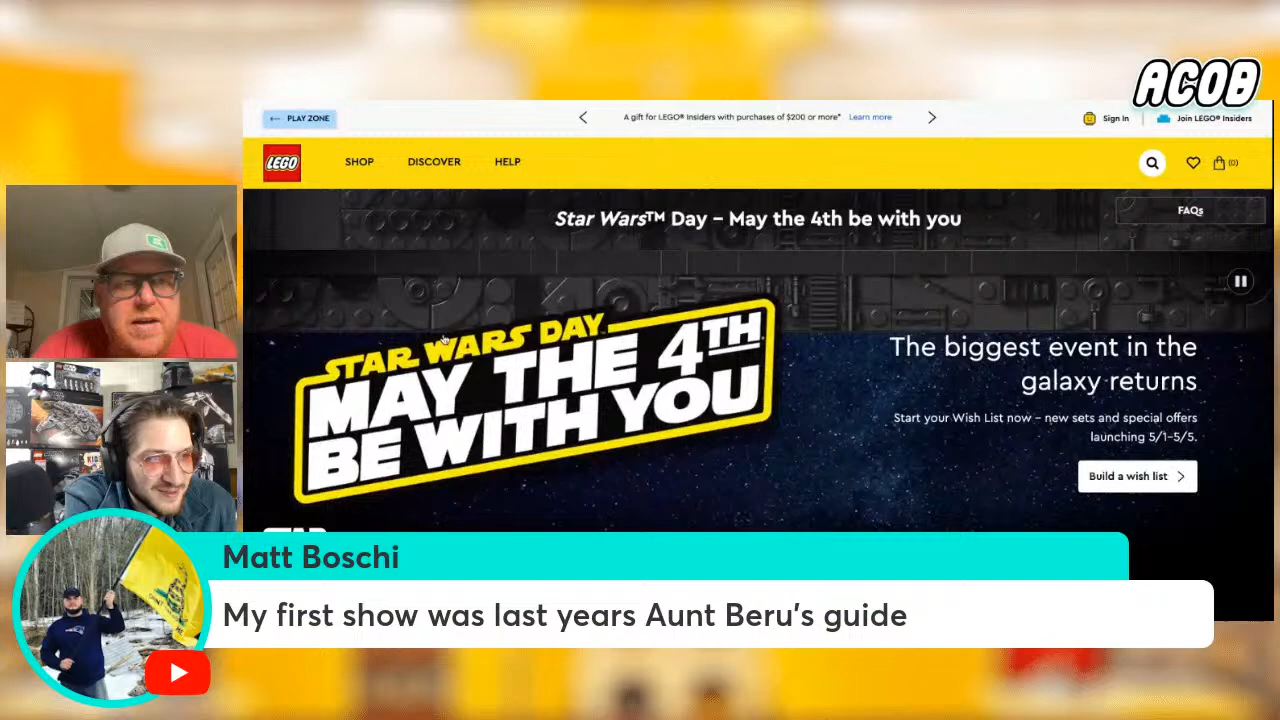 ACOB
PLAY ZONE
A gift for LEGO® Insiders with purchases of $200 or more* Learn more
Sign In
Join LEGO® Insiders
LEGO
SHOP
DISCOVER
HELP
(0)
Star Wars™ Day – May the 4th be with you
FAQs
STAR WARS DAY
MAY THE 4TH
BE WITH YOU
The biggest event in the
galaxy returns
Start your Wish List now – new sets and special offers
launching 5/1-5/5.
Build a wish list
Matt Boschi
My first show was last years Aunt Beru's guide